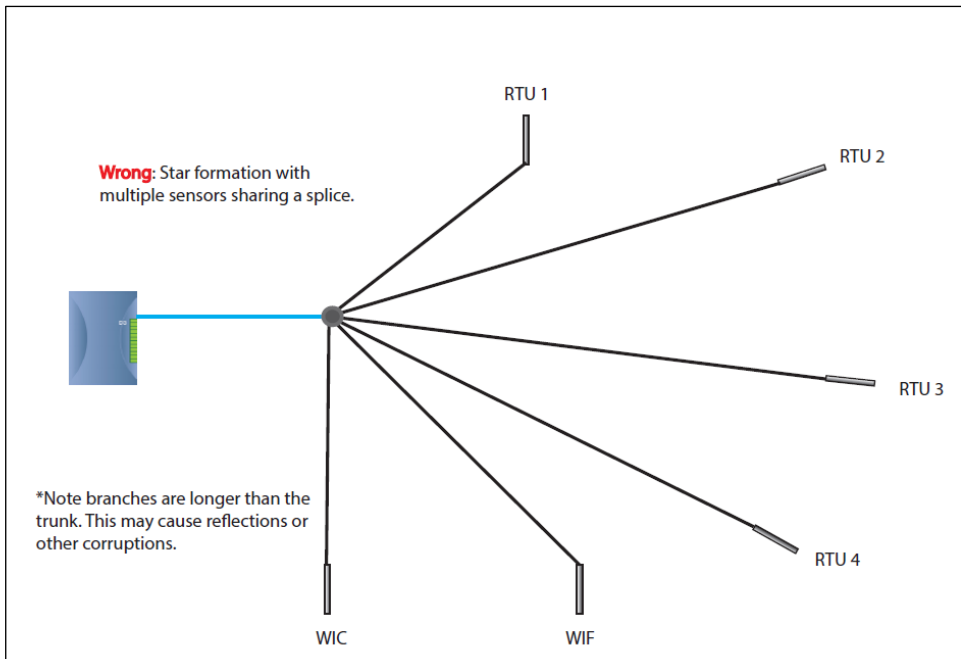 RTU 1
Wrong: Star formation with
multiple sensors sharing a splice.
RTU 2
RTU 3
*Note branches are longer than the
trunk. This may cause reflections or
other corruptions.
RTU 4
WIC
WIF